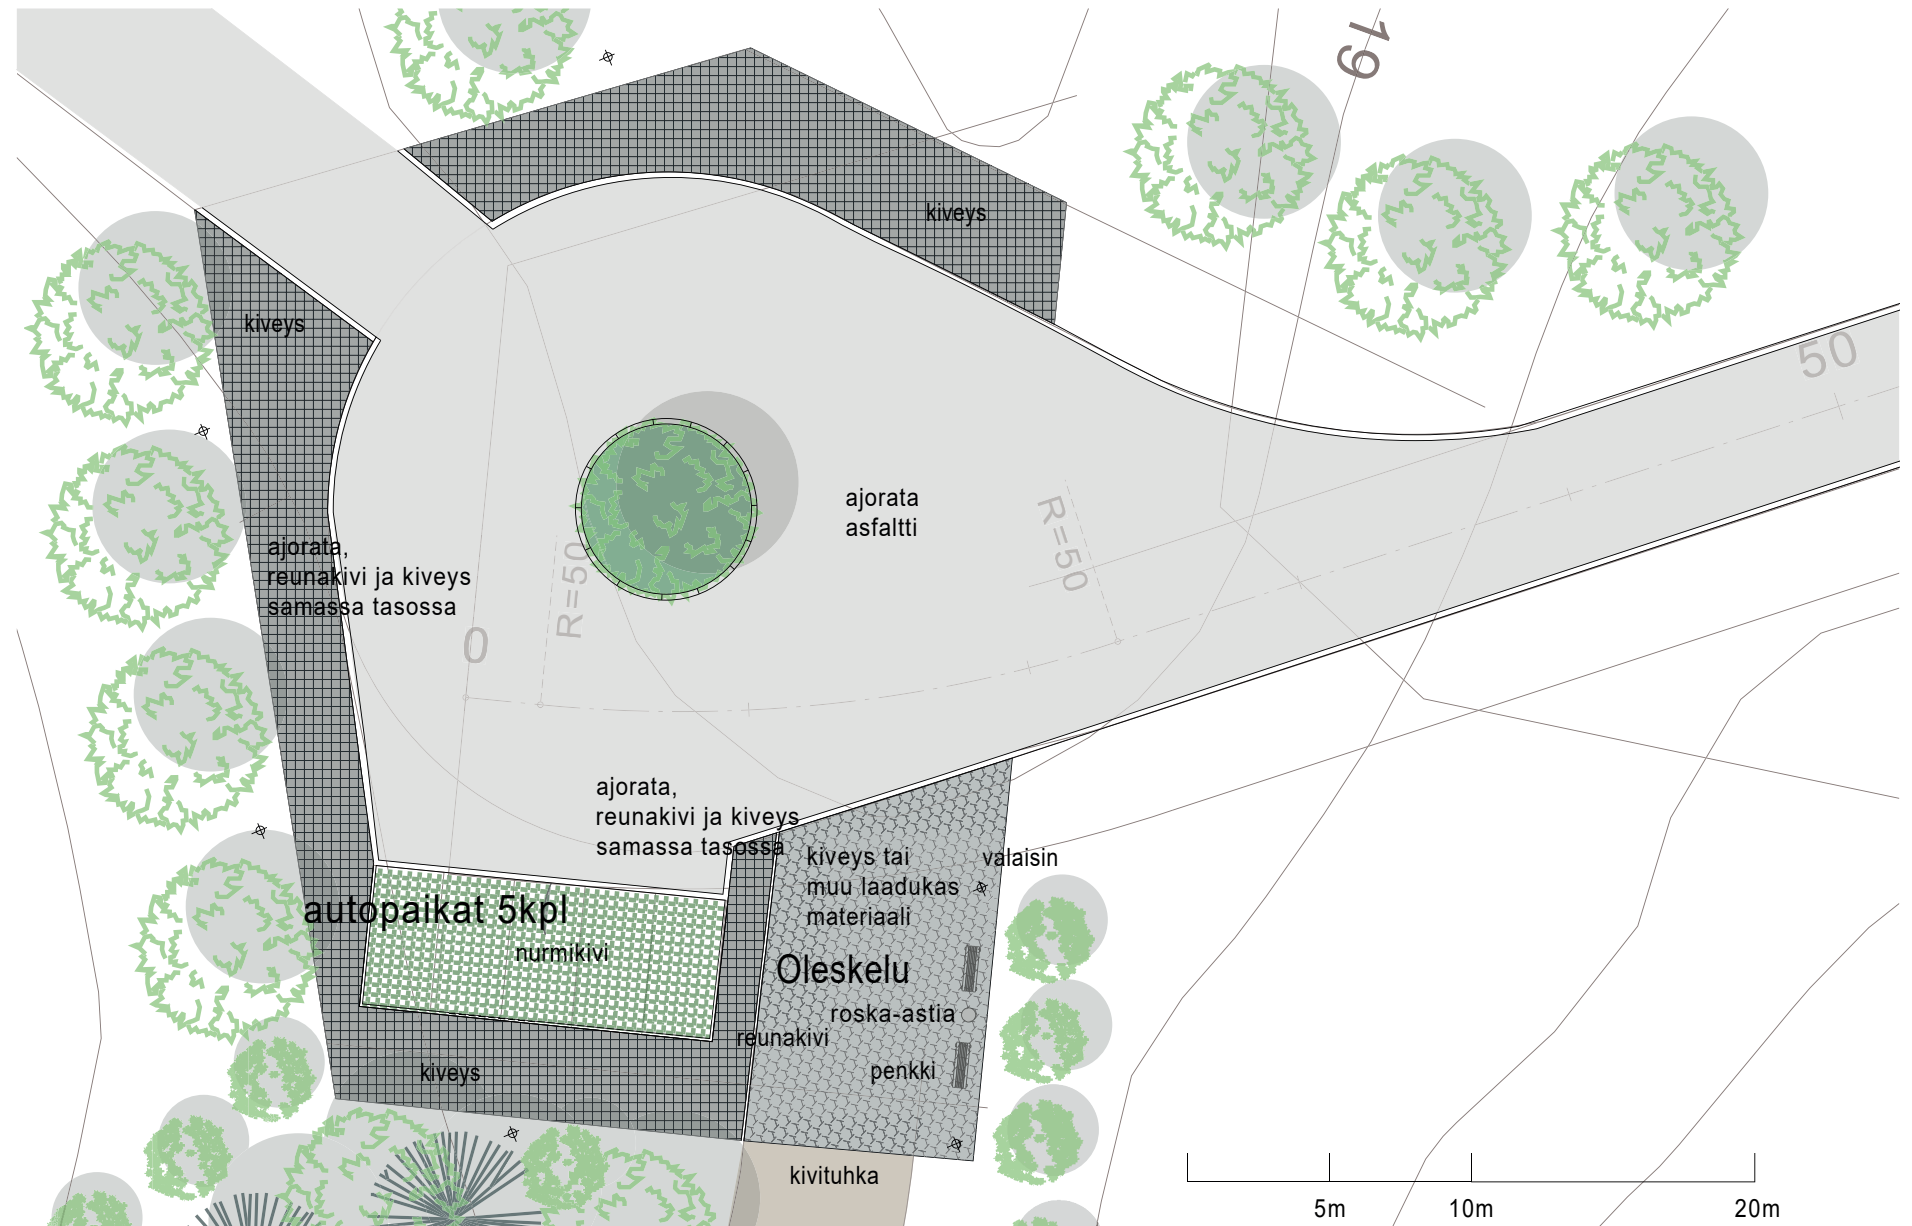 19
kiveys
kiveys
50
ajorata
asfaltti
R=50
R=50
ajorata,
reunakivi ja kiveys
samassa tasossa
0
ajorata,
reunakivi ja kiveys
samassa tasossa
kiveys tai
muu laadukas
materiaali
valaisin
autopaikat 5kpl
nurmikivi
Oleskelu
roska-astia
reunakivi
penkki
kiveys
kivituhka
5m
10m
20m